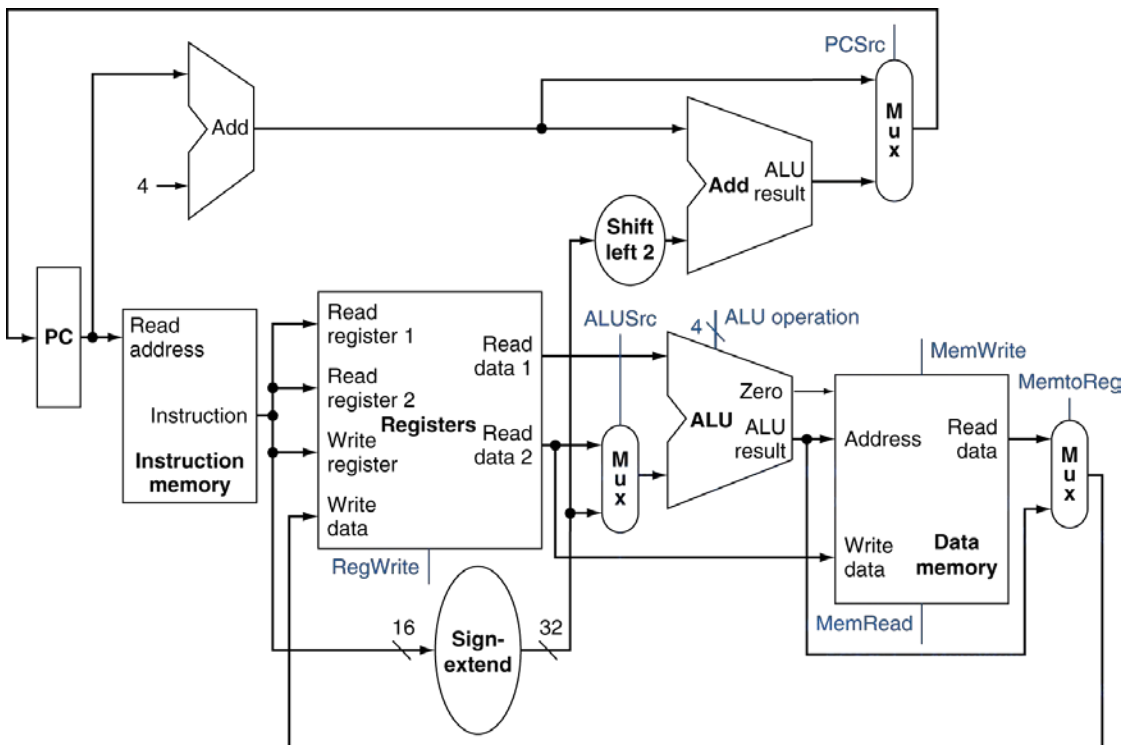 PCSrc
Add
4
M
u
x
Add
ALU
result
Shift
left 2
PC
Read
address
Instruction
Instruction
memory
Read
register 1
Read
register 2
Write
register
Write
data
Registers
Read
data 1
Read
data 2
RegWrite
16
Sign-
extend
32
ALUSrc
M
u
x
4
ALU operation
Zero
ALU
ALU
result
MemWrite
Address
Read
data
Write
data
Data
memory
MemRead
MemtoReg
M
u
x